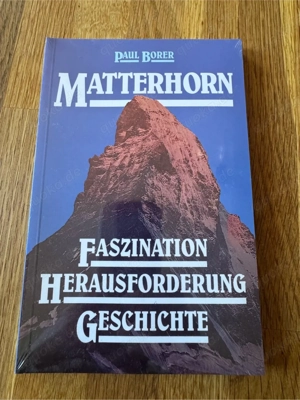 PAUL BORER
MATTERHORN
FASZINATION
HERAUSFORDERUNG
GESCHICHTE